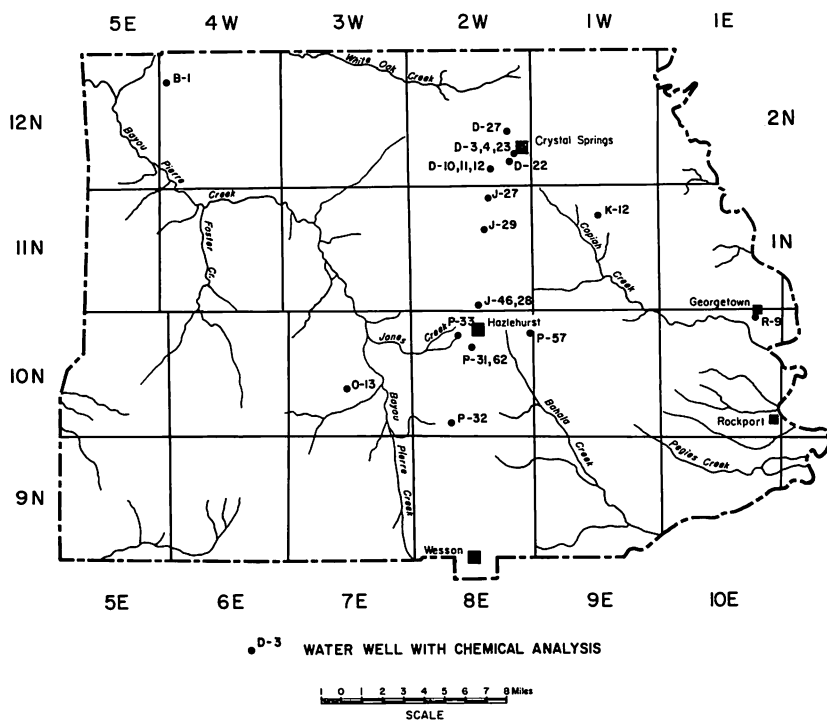 5E 4W 3W 2W 1W 1E
White Oak Creek
B-1
12N
2N
D-27
Crystal Springs
D-3,4,23
D-10,11,12
D-22
Bayou Pierre Creek
J-27
K-12
J-29
Foster Cr.
Copiah Creek
11N
1N
J-46,28
Georgetown
R-9
P-33
Hazlehurst
P-57
Jones Creek
P-31,62
10N
O-13
Bayou Pierre Creek
Bahala Creek
P-32
Rockport
Pegies Creek
9N
Wesson
5E 6E 7E 8E 9E 10E
D-3 WATER WELL WITH CHEMICAL ANALYSIS
1 0 1 2 3 4 5 6 7 8 Miles
SCALE